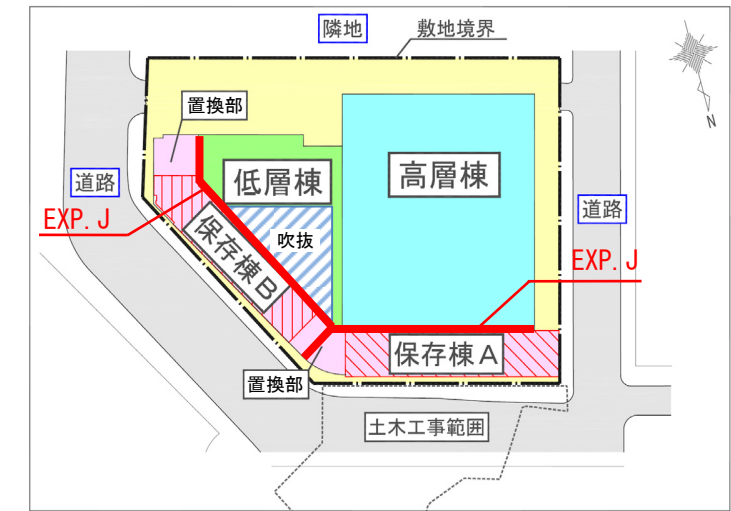 隣地
敷地境界
N
置換部
道路
低層棟
高層棟
道路
EXP. J
吹抜
保存棟B
EXP. J
保存棟A
置換部
土木工事範囲